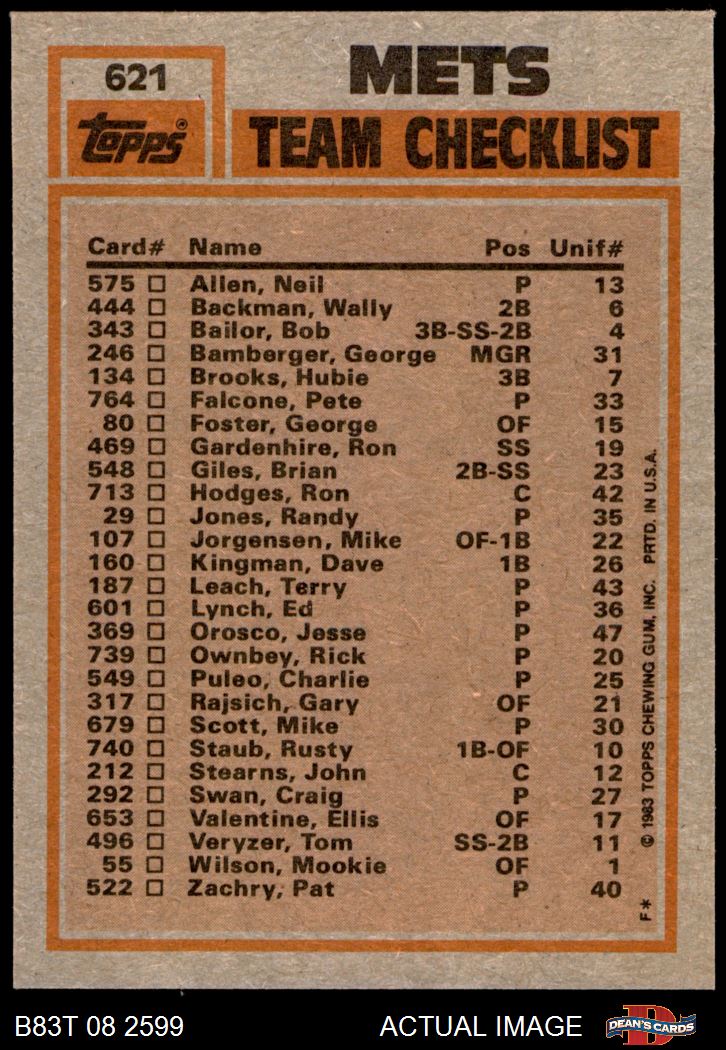 621
METS
Topps®
TEAM CHECKLIST
Card# Name Pos Unif#
575 Allen, Neil P 13
444 Backman, Wally 2B 6
343 Bailor, Bob 3B-SS-2B 4
246 Bamberger, George MGR 31
134 Brooks, Hubie 3B 7
764 Falcone, Pete P 33
80 Foster, George OF 15
469 Gardenhire, Ron SS 19
548 Giles, Brian 2B-SS 23
713 Hodges, Ron C 42
29 Jones, Randy P 35
107 Jorgensen, Mike OF-1B 22
160 Kingman, Dave 1B 26
187 Leach, Terry P 43
601 Lynch, Ed P 36
369 Orosco, Jesse P 47
739 Ownbey, Rick P 20
549 Puleo, Charlie P 25
317 Rajsich, Gary OF 21
679 Scott, Mike P 30
740 Staub, Rusty 1B-OF 10
212 Stearns, John C 12
292 Swan, Craig P 27
653 Valentine, Ellis OF 17
496 Veryzer, Tom SS-2B 11
55 Wilson, Mookie OF 1
522 Zachry, Pat P 40
F* © 1983 TOPPS CHEWING GUM, INC. PRTD. IN U.S.A.
B83T 08 2599 ACTUAL IMAGE
D
DEAN'S CARDS